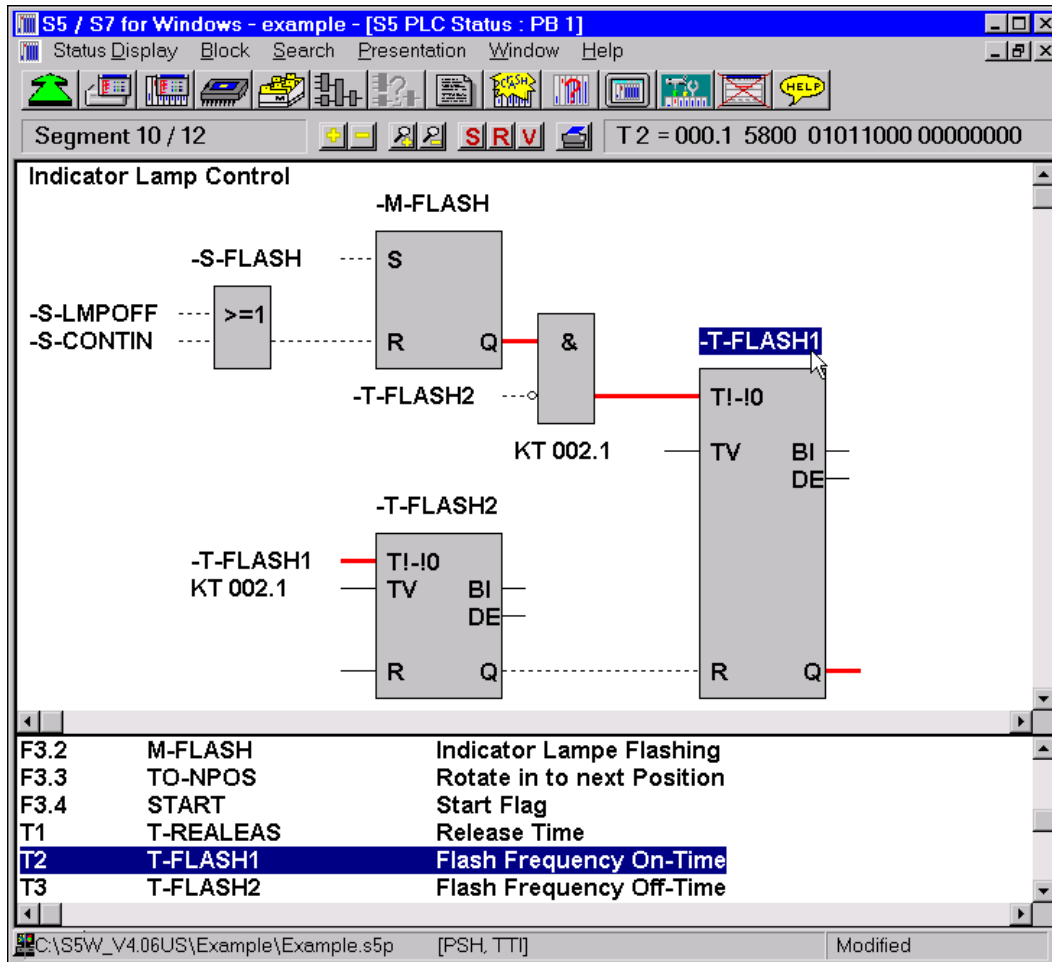 S5 / S7 for Windows - example - [S5 PLC Status : PB 1]
Status Display Block Search Presentation Window Help
M CASH ? HELP
Segment 10 / 12 + - S R V T 2 = 000.1 5800 01011000 00000000
Indicator Lamp Control
-M-FLASH
-S-FLASH S
-S-LMPOFF >=1
-S-CONTIN R Q & -T-FLASH1
-T-FLASH2 T!-!0
KT 002.1 TV BI
DE
-T-FLASH2
-T-FLASH1 T!-!0
KT 002.1 TV BI
DE
R Q R Q
F3.2 M-FLASH Indicator Lampe Flashing
F3.3 TO-NPOS Rotate in to next Position
F3.4 START Start Flag
T1 T-REALEAS Release Time
T2 T-FLASH1 Flash Frequency On-Time
T3 T-FLASH2 Flash Frequency Off-Time
C:\S5W_V4.06US\Example\Example.s5p [PSH, TTI] Modified